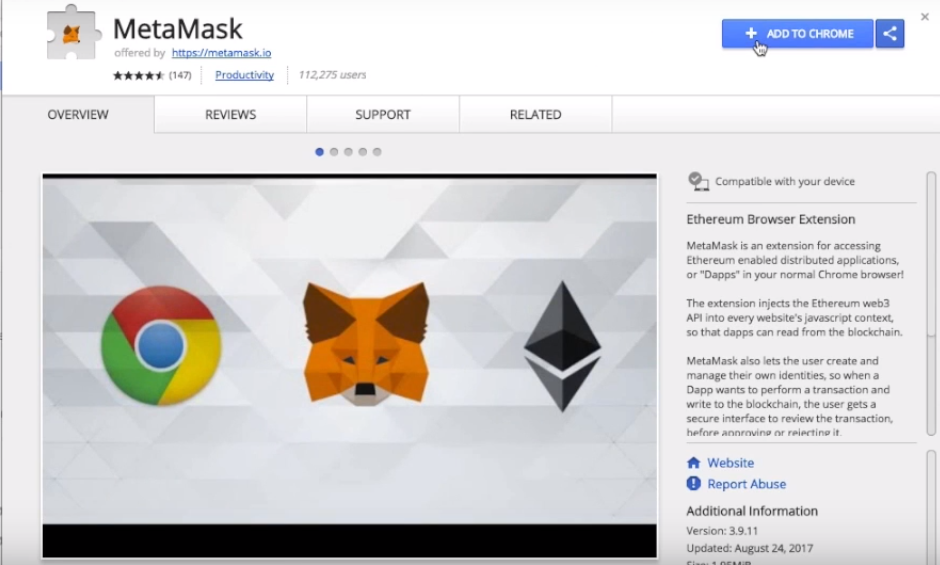 MetaMask
offered by https://metamask.io
(147) Productivity 112,275 users
ADD TO CHROME
OVERVIEW REVIEWS SUPPORT RELATED
Compatible with your device
Ethereum Browser Extension
MetaMask is an extension for accessing
Ethereum enabled distributed applications,
or "Dapps" in your normal Chrome browser!
The extension injects the Ethereum web3
API into every website's javascript context,
so that dapps can read from the blockchain.
MetaMask also lets the user create and
manage their own identities, so when a
Dapp wants to perform a transaction and
write to the blockchain, the user gets a
secure interface to review the transaction,
before approving or rejecting it.
Website
Report Abuse
Additional Information
Version: 3.9.11
Updated: August 24, 2017
Size: 1.95MiB